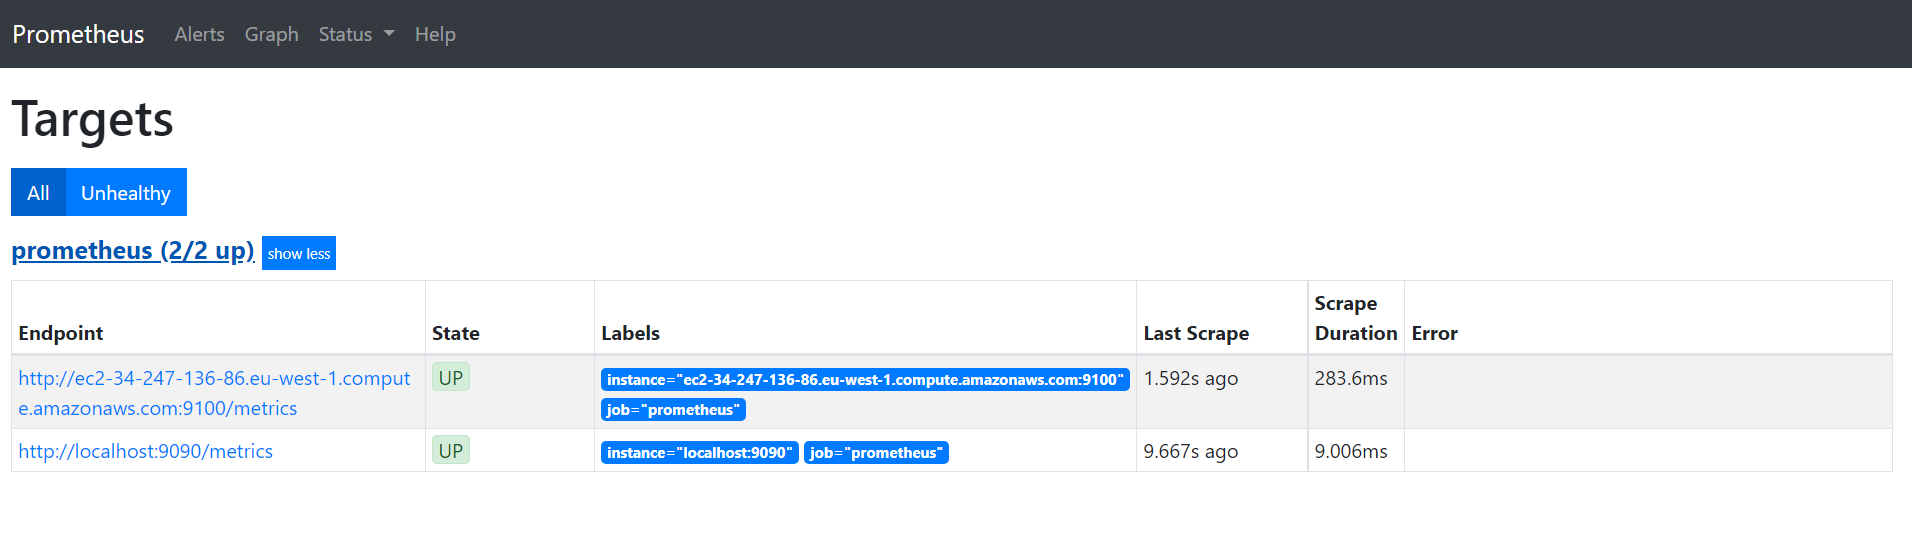 Prometheus Alerts Graph Status Help
Targets
All Unhealthy
prometheus (2/2 up) show less
Endpoint State Labels Last Scrape Scrape Duration Error
http://ec2-34-247-136-86.eu-west-1.comput
e.amazonaws.com:9100/metrics
UP
instance="ec2-34-247-136-86.eu-west-1.compute.amazonaws.com:9100"
job="prometheus"
1.592s ago
283.6ms
http://localhost:9090/metrics UP instance="localhost:9090" job="prometheus" 9.667s ago 9.006ms